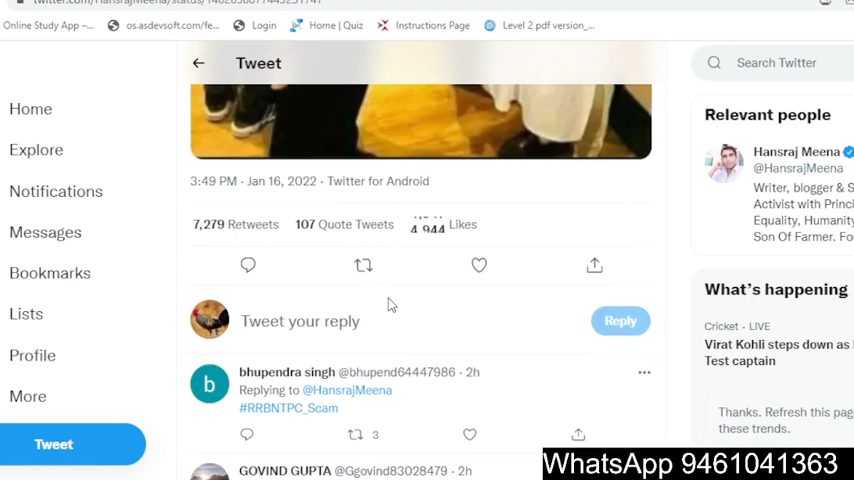 Online Study App –...
os.asdevsoft.com/fe...
Login
Home | Quiz
Instructions Page
Level 2 pdf version_...
Tweet
Search Twitter
Home
Explore
Notifications
Messages
Bookmarks
Lists
Profile
More
Tweet
3:49 PM · Jan 16, 2022 · Twitter for Android
7,279 Retweets 107 Quote Tweets 4,944 Likes
Tweet your reply
Reply
bhupendra singh @bhupend64447986 · 2h
Replying to @HansrajMeena
#RRBNTPC_Scam
3
GOVIND GUPTA @Ggovind83028479 · 2h
Relevant people
Hansraj Meena
@HansrajMeena
Writer, blogger & S
Activist with Princi
Equality, Humanity
Son Of Farmer. Fo
What's happening
Cricket · LIVE
Virat Kohli steps down as
Test captain
Thanks. Refresh this page
these trends.
WhatsApp 9461041363